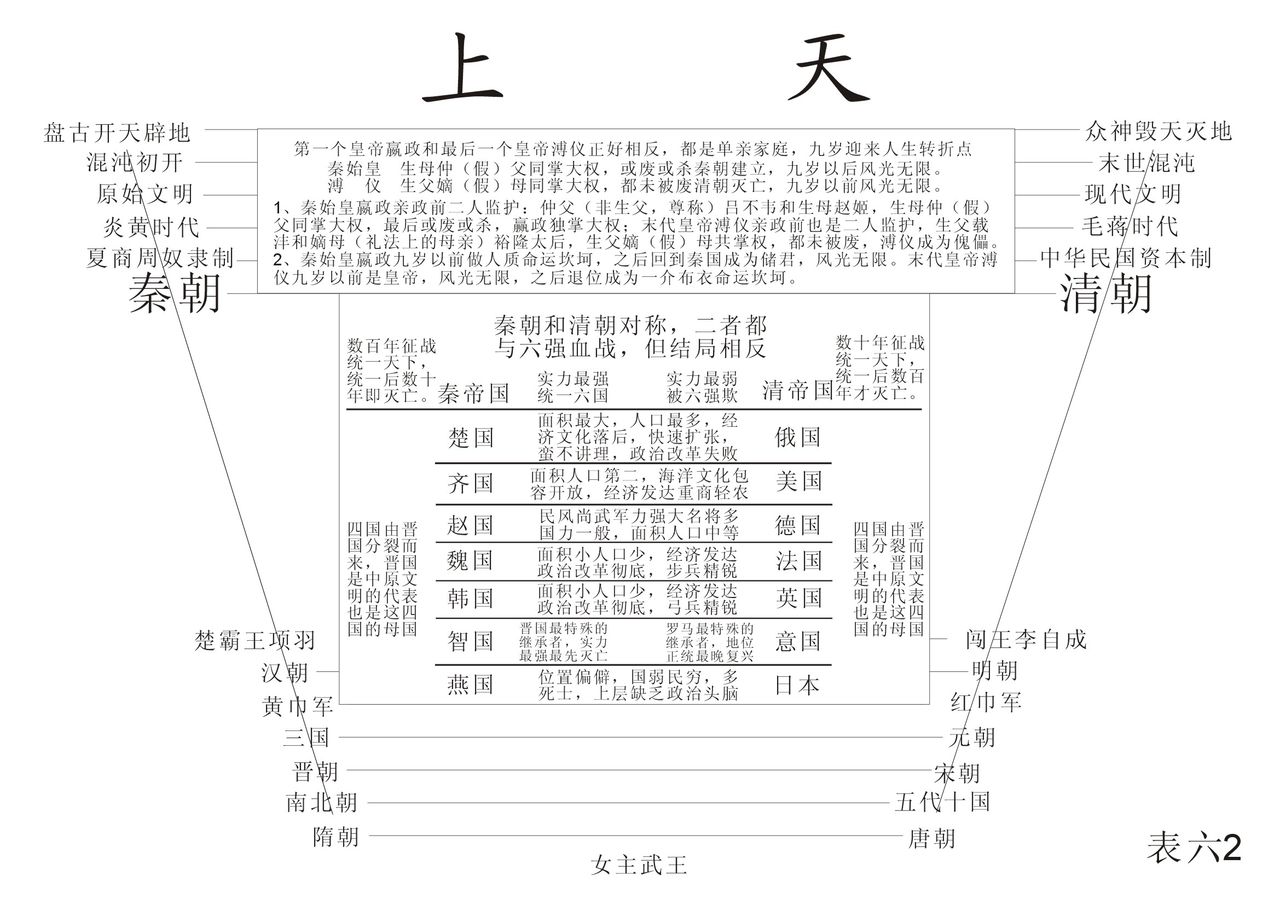 上 天
盘古开天辟地
众神毁天灭地
混沌初开
末世混沌
原始文明
现代文明
炎黄时代
毛蒋时代
夏商周奴隶制
中华民国资本制
秦朝
清朝
第一个皇帝嬴政和最后一个皇帝溥仪正好相反，都是单亲家庭，九岁迎来人生转折点
秦始皇 生母仲（假）父同掌大权，或废或杀秦朝建立，九岁以后风光无限。
溥 仪 生父嫡（假）母同掌大权，都未被废清朝灭亡，九岁以前风光无限。
1、秦始皇嬴政亲政前二人监护：仲父（非生父，尊称）吕不韦和生母赵姬，生母仲（假）
父同掌大权，最后或废或杀，嬴政独掌大权；末代皇帝溥仪亲政前也是二人监护，生父载
沣和嫡母（礼法上的母亲）裕隆太后，生父嫡（假）母共掌权，都未被废，溥仪成为傀儡。
2、秦始皇嬴政九岁以前做人质命运坎坷，之后回到秦国成为储君，风光无限。末代皇帝溥
仪九岁以前是皇帝，风光无限，之后退位成为一介布衣命运坎坷。
秦朝和清朝对称，二者都
与六强血战，但结局相反
数百年征战
统一天下，
统一后数十
年即灭亡。
数十年征战
统一天下，
统一后数百
年才灭亡。
秦帝国
实力最强
统一六国
实力最弱
被六强欺
清帝国
楚国
面积最大，人口最多，经
济文化落后，快速扩张，
蛮不讲理，政治改革失败
俄国
齐国
面积人口第二，海洋文化包
容开放，经济发达重商轻农
美国
赵国
民风尚武军力强大名将多
国力一般，面积人口中等
德国
魏国
面积小人口少，经济发达
政治改革彻底，步兵精锐
法国
韩国
面积小人口少，经济发达
政治改革彻底，弓兵精锐
英国
智国
晋国最特殊的
继承者，实力
最强最先灭亡
罗马最特殊的
继承者，地位
正统最晚复兴
意国
燕国
位置偏僻，国弱民穷，多
死士，上层缺乏政治头脑
日本
四国由晋
国分裂而
来，晋国
是中原文
明的代表
也是这四
国的母国
四国由晋
国分裂而
来，晋国
是中原文
明的代表
也是这四
国的母国
楚霸王项羽
闯王李自成
汉朝
明朝
黄巾军
红巾军
三国
元朝
晋朝
宋朝
南北朝
五代十国
隋朝
唐朝
女主武王
表六2